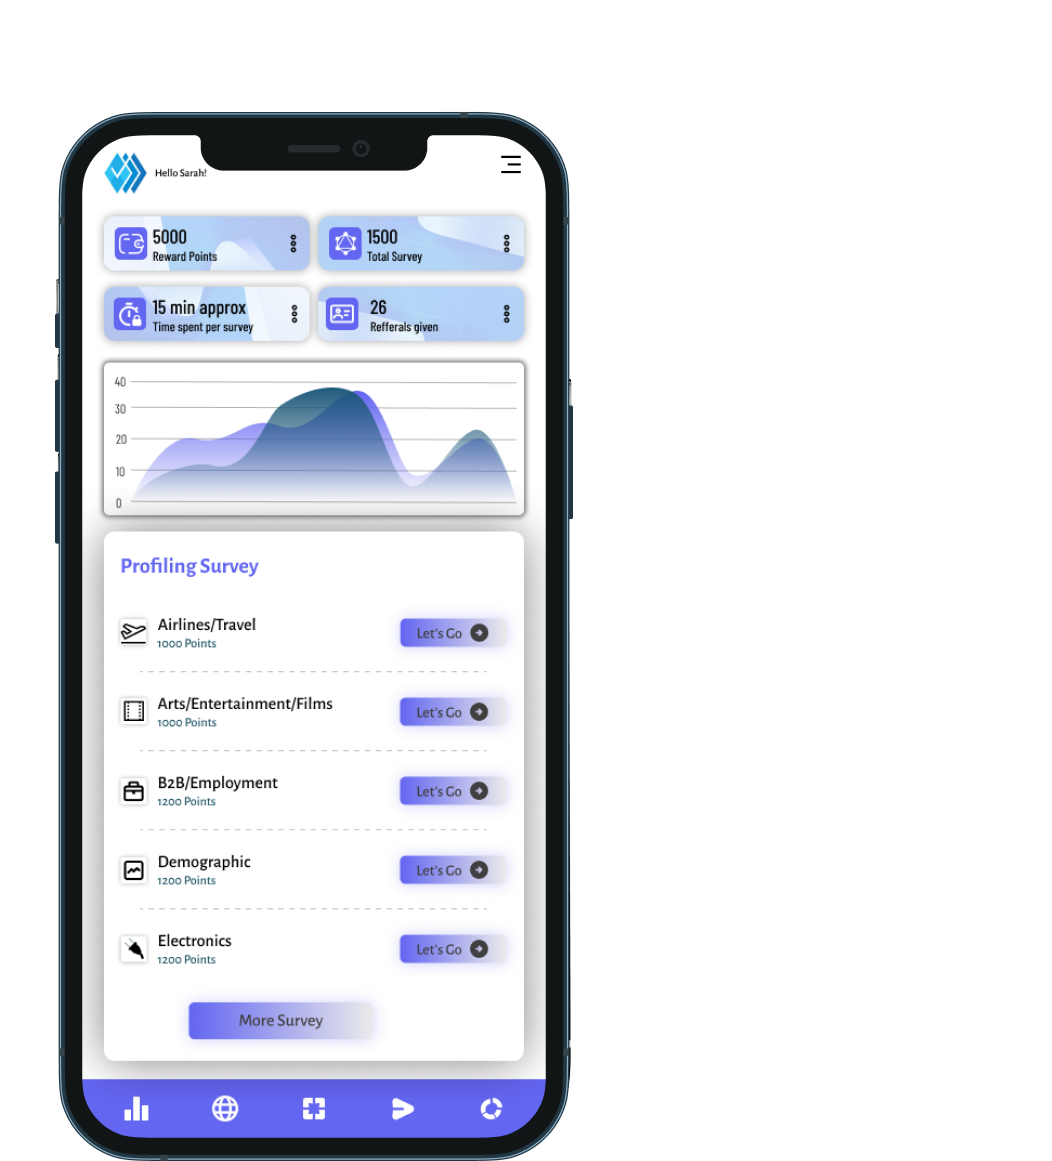 Hello Sarah!
5000
Reward Points
1500
Total Survey
15 min approx
Time spent per survey
26
Refferals given
40
30
20
10
0
Profiling Survey
Airlines/Travel
1000 Points
Let's Go
Arts/Entertainment/Films
1000 Points
Let's Go
B2B/Employment
1200 Points
Let's Go
Demographic
1200 Points
Let's Go
Electronics
1200 Points
Let's Go
More Survey